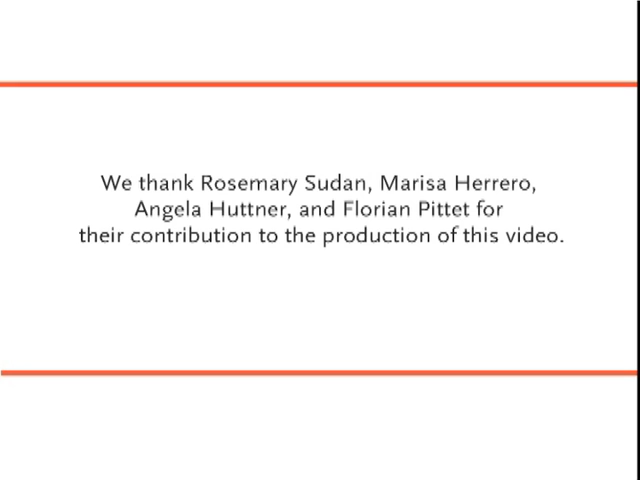 We thank Rosemary Sudan, Marisa Herrero,
Angela Huttner, and Florian Pittet for
their contribution to the production of this video.